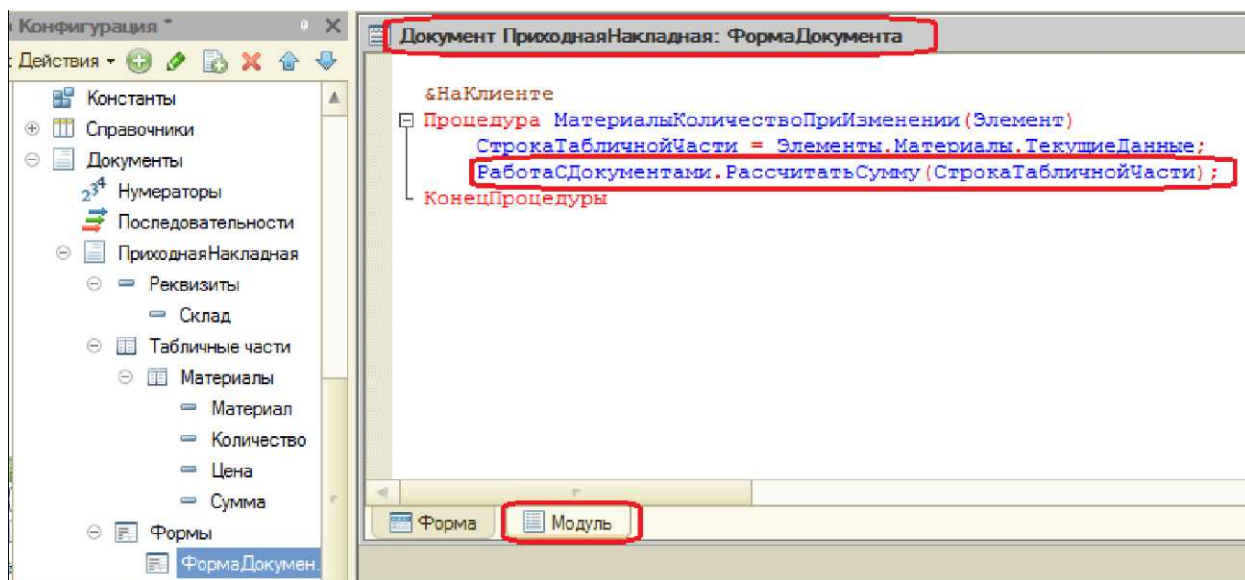 Конфигурация *
Действия
Константы
Справочники
Документы
Нумераторы
Последовательности
ПриходнаяНакладная
Реквизиты
Склад
Табличные части
Материалы
Материал
Количество
Цена
Сумма
Формы
ФормаДокумен.
Документ ПриходнаяНакладная: ФормаДокумента
&НаКлиенте
Процедура МатериалыКоличествоПриИзменении(Элемент)
СтрокаТабличнойЧасти = Элементы.Материалы.ТекущиеДанные;
РаботаСДокументами.РассчитатьСумму(СтрокаТабличнойЧасти);
КонецПроцедуры
Форма
Модуль